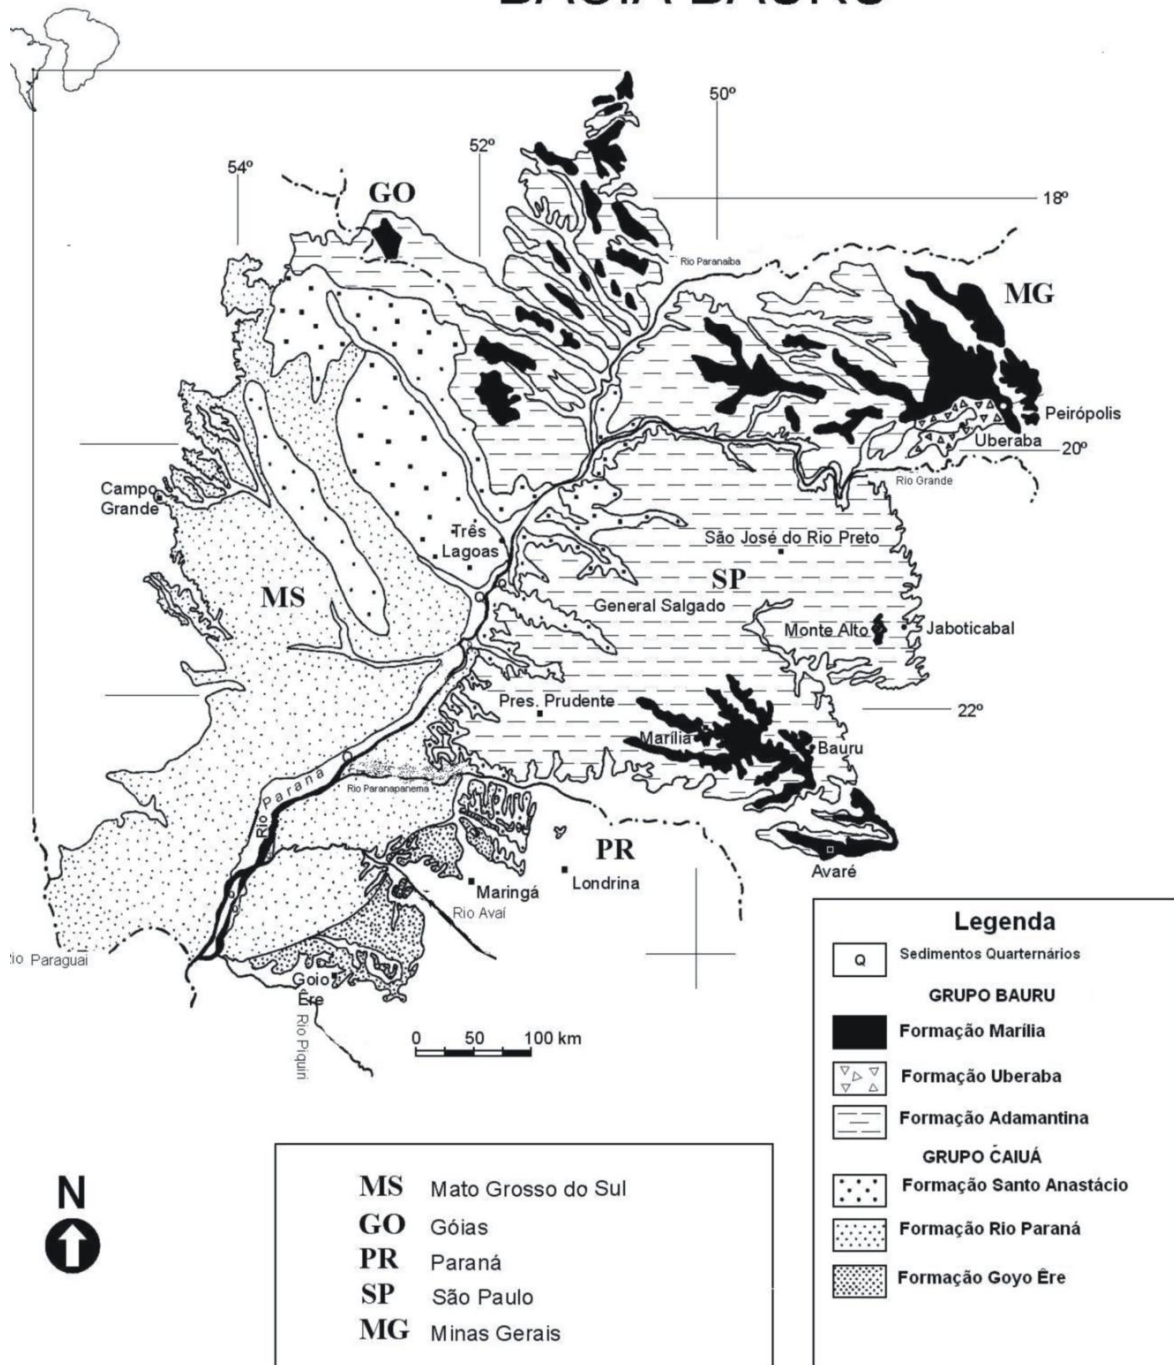 BACIA BAURU
50º
52º
54º
GO
18º
Rio Paranaíba
MG
Peirópolis
Uberaba
20º
Rio Grande
Campo
Grande
Três
Lagoas
São José do Rio Preto
SP
MS
General Salgado
Monte Alto
Jaboticabal
Pres. Prudente
22º
Marília
Bauru
Rio Paraná
Rio Paranapanema
PR
Avaré
Maringá
Londrina
Rio Avaí
io Paraguai
Goio
Êre
Rio Piquiri
0 50 100 km
Legenda
Q Sedimentos Quarternários
GRUPO BAURU
Formação Marília
Formação Uberaba
Formação Adamantina
GRUPO CAIUÁ
Formação Santo Anastácio
Formação Rio Paraná
Formação Goyo Êre
N
MS Mato Grosso do Sul
GO Góias
PR Paraná
SP São Paulo
MG Minas Gerais